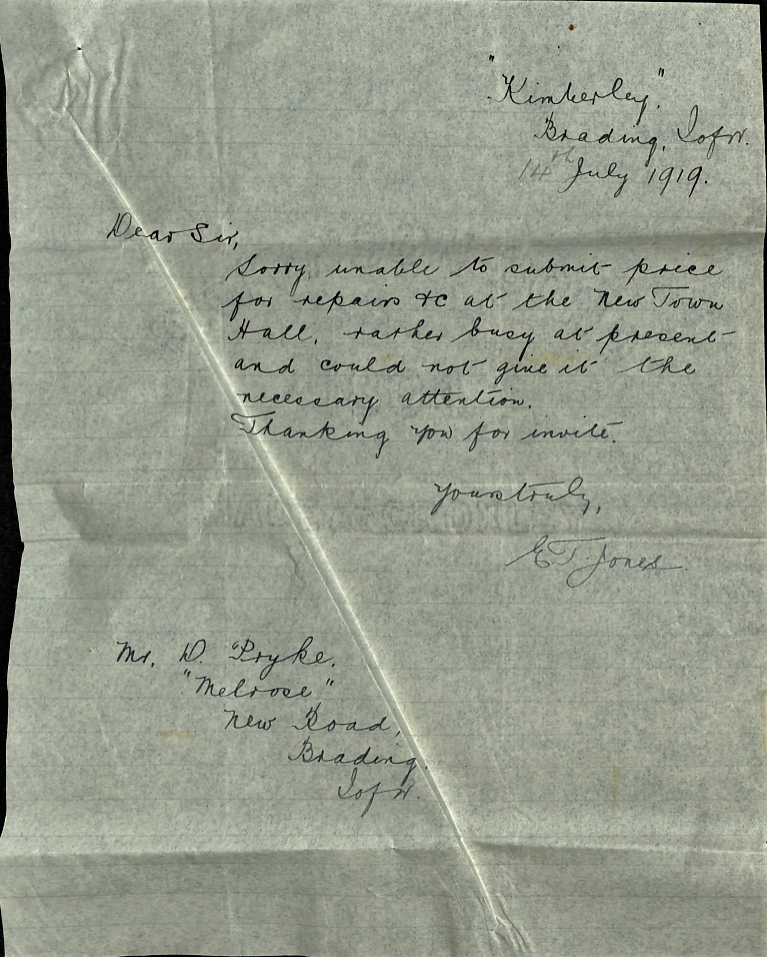 "Kimberley".
Brading, I of W.
14th July 1919.
Dear Sir,
Sorry, unable to submit price
for repairs &c at the New Town
Hall, rather busy at present
and could not give it the
necessary attention.
Thanking you for invite.
Yours truly,
E.T. Jones.
Mr. D. Pryke.
"Melrose"
New Road,
Brading.
I of W.